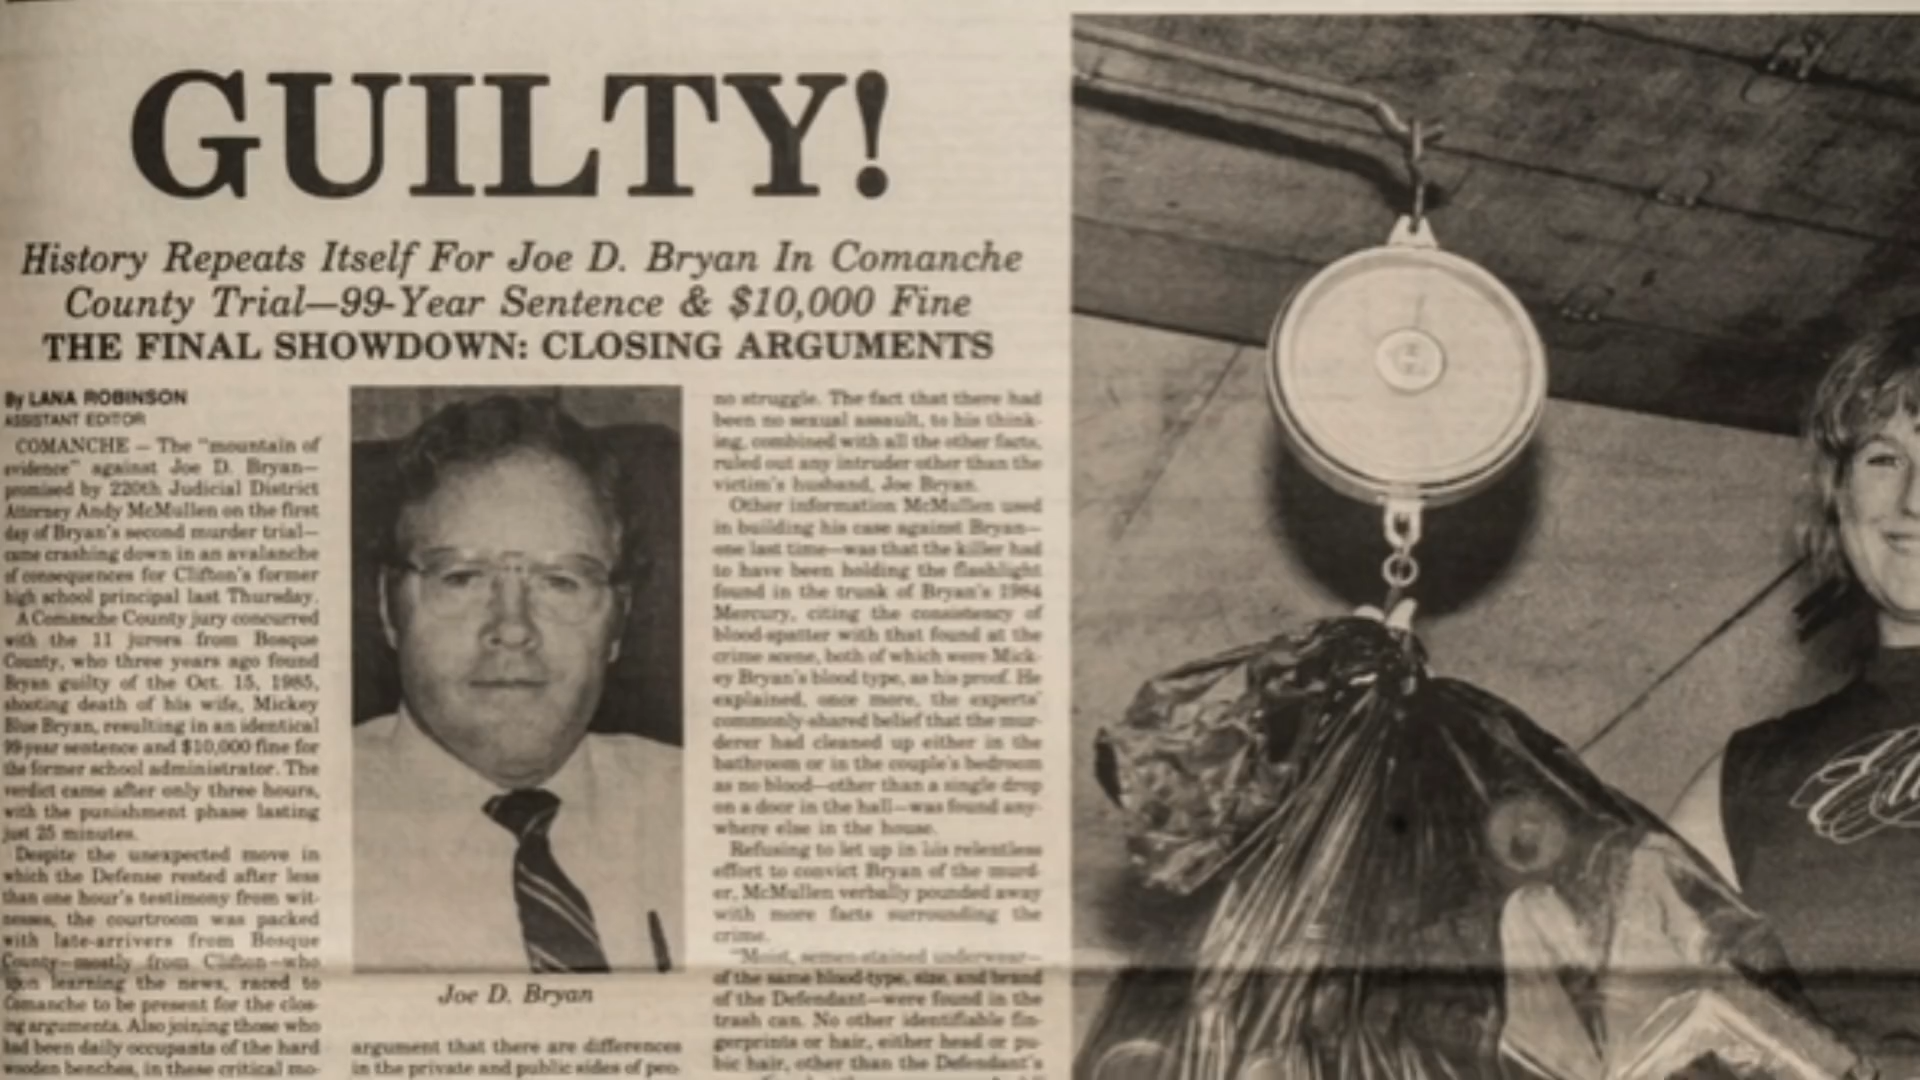 GUILTY!
History Repeats Itself For Joe D. Bryan In Comanche
County Trial—99-Year Sentence & $10,000 Fine
THE FINAL SHOWDOWN: CLOSING ARGUMENTS
By LANA ROBINSON
ASSISTANT EDITOR
COMANCHE — The "mountain of
evidence" against Joe D. Bryan—
promised by 220th Judicial District
Attorney Andy McMullen on the first
day of Bryan's second murder trial—
came crashing down in an avalanche
of consequences for Clifton's former
high school principal last Thursday.
A Comanche County jury concurred
with the 11 jurors from Bosque
County, who three years ago found
Bryan guilty of the Oct. 15, 1985,
shooting death of his wife, Mickey
Blue Bryan, resulting in an identical
99-year sentence and $10,000 fine for
the former school administrator. The
verdict came after only three hours,
with the punishment phase lasting
just 25 minutes.
Despite the unexpected move in
which the Defense rested after less
than one hour's testimony from wit-
nesses, the courtroom was packed
with late-arrivers from Bosque
County—mostly from Clifton—who
upon learning the news, raced to
Comanche to be present for the clos-
ing arguments. Also joining those who
had been daily occupants of the hard
wooden benches, in these critical mo-
Joe D. Bryan
argument that there are differences
in the private and public sides of peo-
no struggle. The fact that there had
been no sexual assault, to his think-
ing, combined with all the other facts,
ruled out any intruder other than the
victim's husband, Joe Bryan.
Other information McMullen used
in building his case against Bryan—
one last time—was that the killer had
to have been holding the flashlight
found in the trunk of Bryan's 1984
Mercury, citing the consistency of
blood-spatter with that found at the
crime scene, both of which were Mick-
ey Bryan's blood type, as his proof. He
explained, once more, the experts'
commonly-shared belief that the mur-
derer had cleaned up either in the
bathroom or in the couple's bedroom
as no blood—other than a single drop
on a door in the hall—was found any-
where else in the house.
Refusing to let up in his relentless
effort to convict Bryan of the murd-
er, McMullen verbally pounded away
with more facts surrounding the
crime.
"Moist, semen-stained underwear—
of the same blood-type, size, and brand
of the Defendant—were found in the
trash can. No other identifiable fin-
gerprints or hair, either head or pu-
bic hair, other than the Defendant's